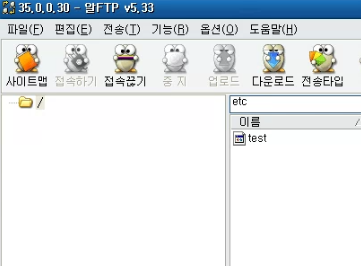 35,0,0,30 - 알FTP v5,33
파일(F) 편집(E) 전송(T) 기능(R) 옵션(O) 도움말(H)
사이트맵 접속하기 접속끊기 중 지 업로드 다운로드 전송타입
/
etc
이름
test